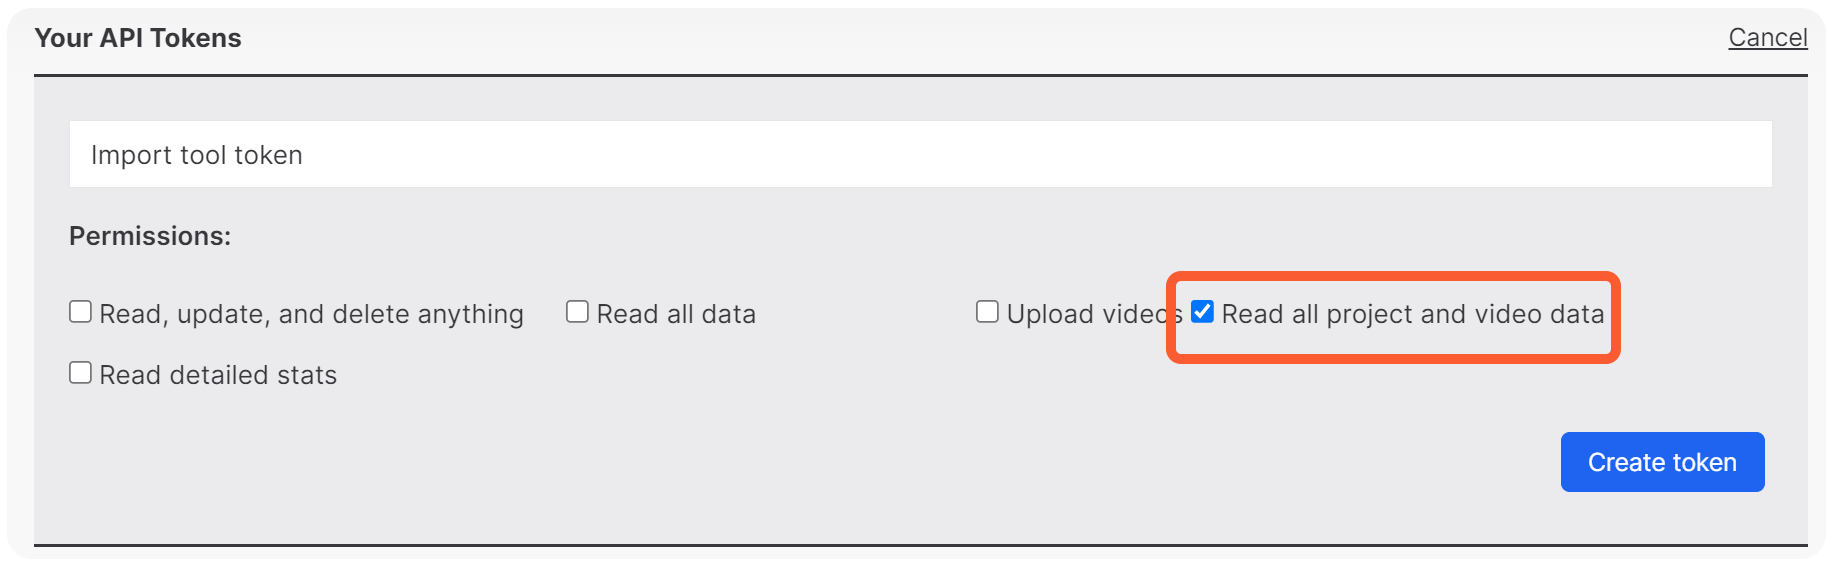 Your API Tokens
Cancel
Import tool token
Permissions:
Read, update, and delete anything
Read all data
Upload videos
Read all project and video data
Read detailed stats
Create token